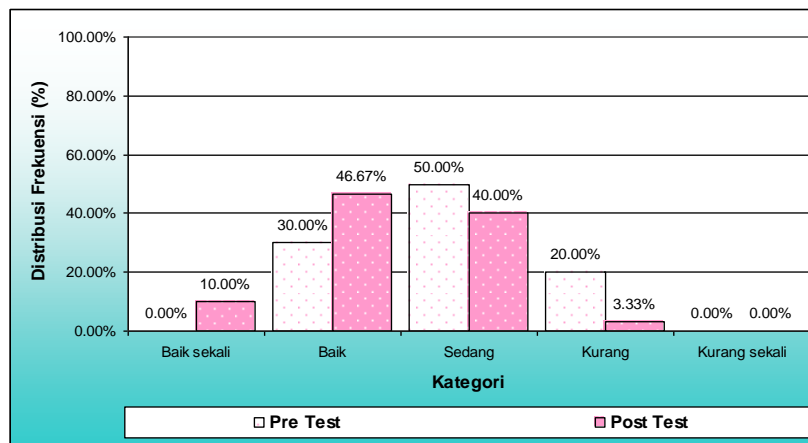 100.00%
80.00%
60.00%
40.00%
20.00%
0.00%
Distribusi Frekuensi (%)
0.00%
10.00%
30.00%
46.67%
50.00%
40.00%
20.00%
3.33%
0.00%
0.00%
Baik sekali
Baik
Sedang
Kurang
Kurang sekali
Kategori
Pre Test
Post Test